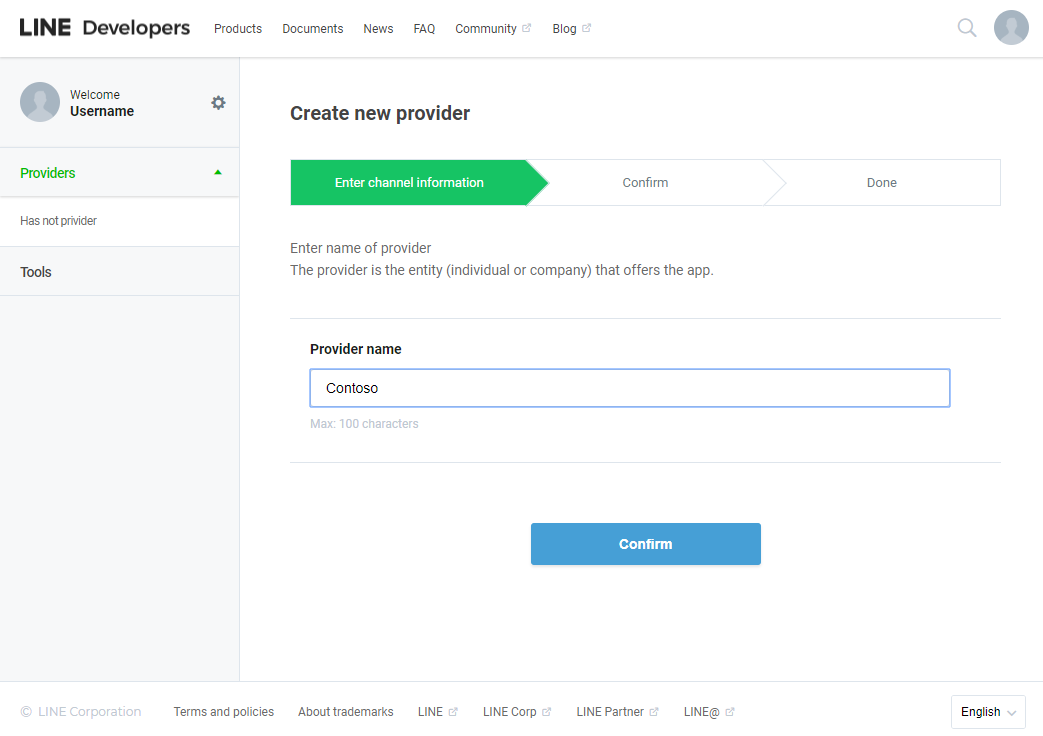 LINE Developers Products Documents News FAQ Community Blog
Welcome
Username
Providers
Has not privider
Tools
Create new provider
Enter channel information Confirm Done
Enter name of provider
The provider is the entity (individual or company) that offers the app.
Provider name
Contoso
Max: 100 characters
Confirm
© LINE Corporation Terms and policies About trademarks LINE LINE Corp LINE Partner LINE@ English